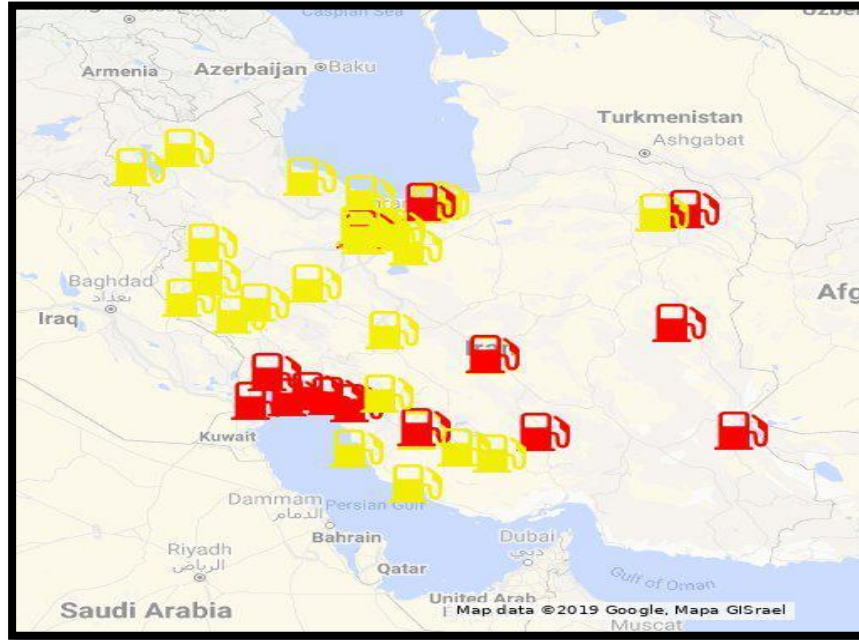 Caspian Sea
Armenia
Azerbaijan
Baku
Turkmenistan
Ashgabat
Baghdad
بغداد
Iraq
Afg
Iran
Kuwait
Dammam
الدمام
Persian Gulf
Bahrain
Riyadh
الرياض
Qatar
Dubai
دبي
Gulf of Oman
Saudi Arabia
United Arab
Map data ©2019 Google, Mapa GISrael
Muscat